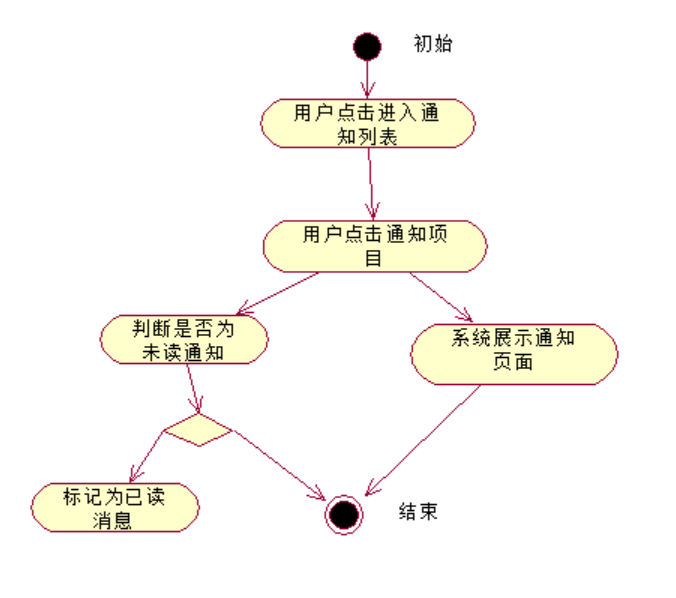 初始
用户点击进入通
知列表
用户点击通知项
目
判断是否为
未读通知
系统展示通知
页面
标记为已读
消息
结束